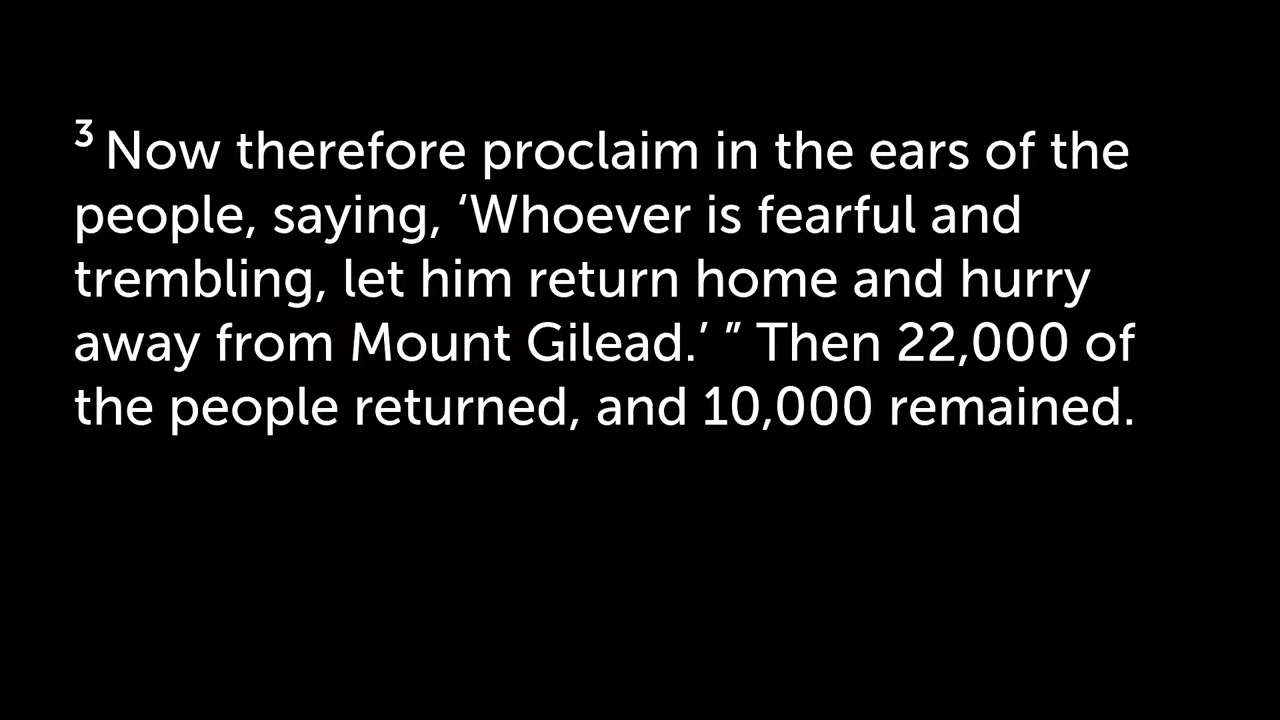 ³ Now therefore proclaim in the ears of the
people, saying, ‘Whoever is fearful and
trembling, let him return home and hurry
away from Mount Gilead.’ ” Then 22,000 of
the people returned, and 10,000 remained.